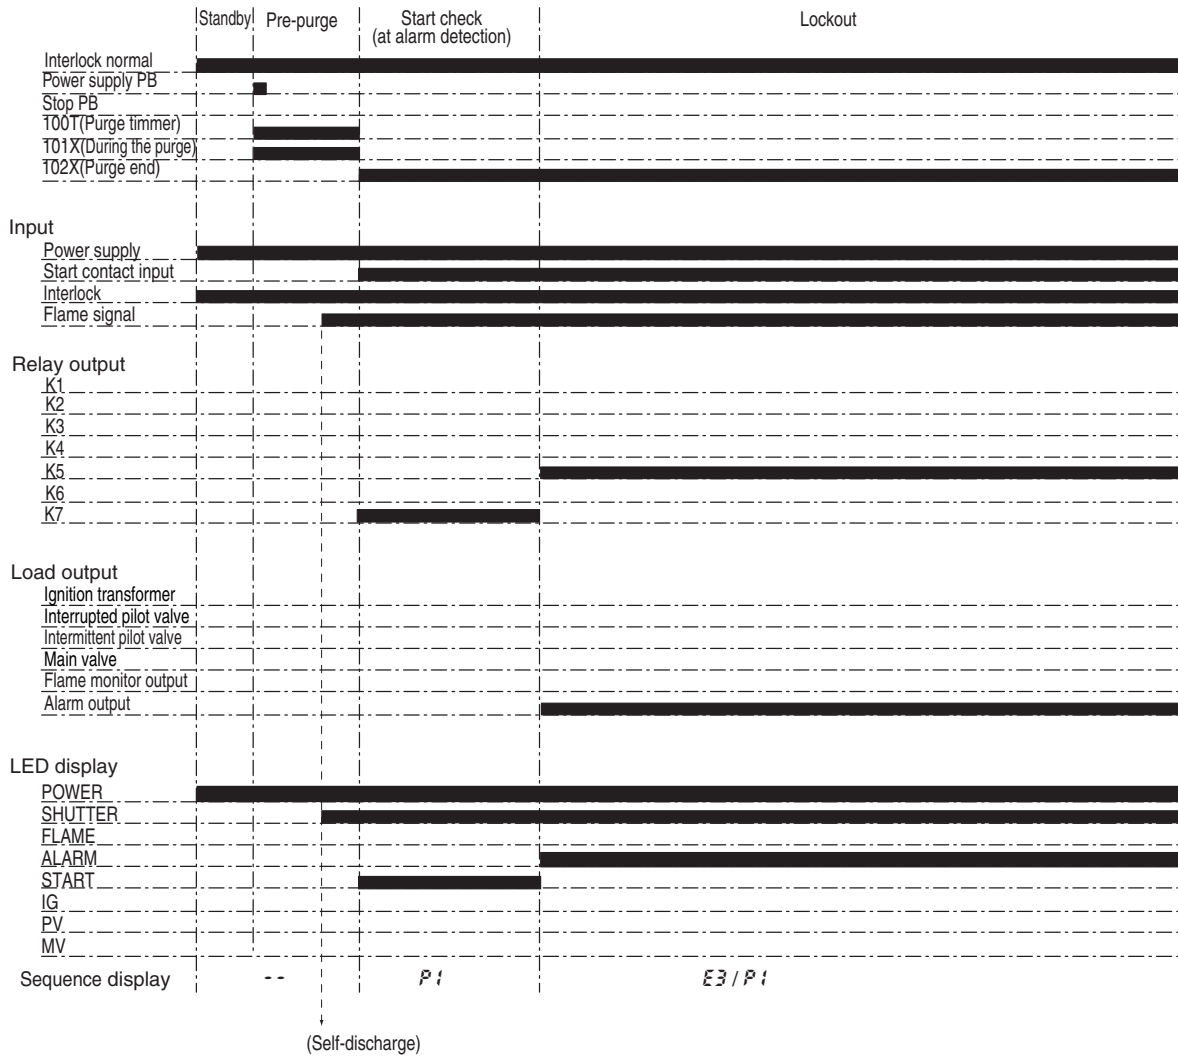 Standby Pre-purge Start check Lockout
(at alarm detection)
Interlock normal
Power supply PB
Stop PB
100T(Purge timmer)
101X(During the purge)
102X(Purge end)
Input
Power supply
Start contact input
Interlock
Flame signal
Relay output
K1
K2
K3
K4
K5
K6
K7
Load output
Ignition transformer
Interrupted pilot valve
Intermittent pilot valve
Main valve
Flame monitor output
Alarm output
LED display
POWER
SHUTTER
FLAME
ALARM
START
IG
PV
MV
Sequence display -- P1 E3 / P1
(Self-discharge)